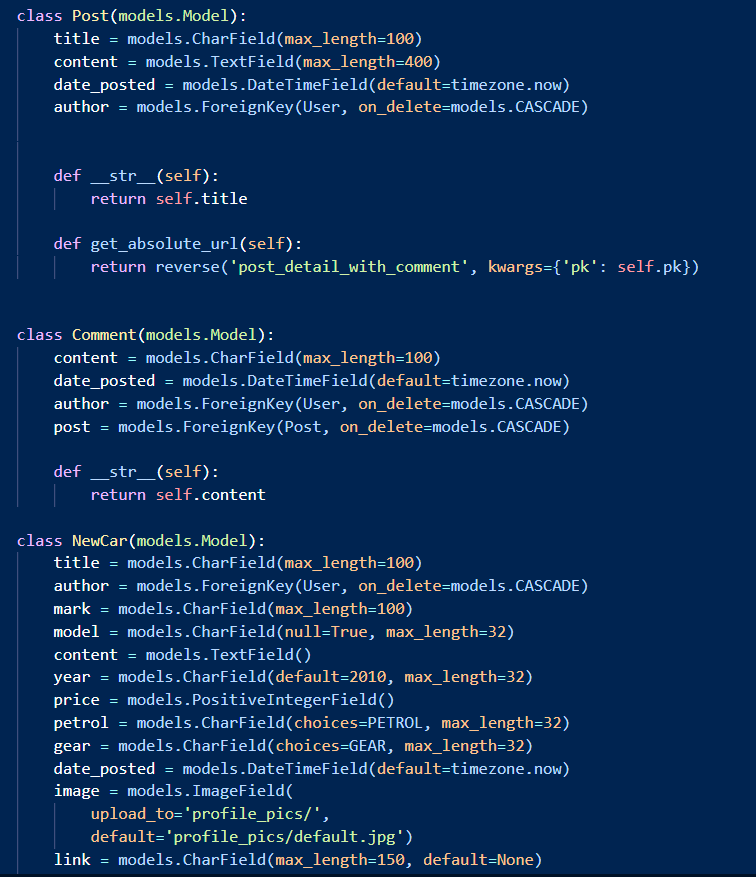 class Post(models.Model):
    title = models.CharField(max_length=100)
    content = models.TextField(max_length=400)
    date_posted = models.DateTimeField(default=timezone.now)
    author = models.ForeignKey(User, on_delete=models.CASCADE)
    def __str__(self):
        return self.title
    def get_absolute_url(self):
        return reverse('post_detail_with_comment', kwargs={'pk': self.pk})
class Comment(models.Model):
    content = models.CharField(max_length=100)
    date_posted = models.DateTimeField(default=timezone.now)
    author = models.ForeignKey(User, on_delete=models.CASCADE)
    post = models.ForeignKey(Post, on_delete=models.CASCADE)
    def __str__(self):
        return self.content
class NewCar(models.Model):
    title = models.CharField(max_length=100)
    author = models.ForeignKey(User, on_delete=models.CASCADE)
    mark = models.CharField(max_length=100)
    model = models.CharField(null=True, max_length=32)
    content = models.TextField()
    year = models.CharField(default=2010, max_length=32)
    price = models.PositiveIntegerField()
    petrol = models.CharField(choices=PETROL, max_length=32)
    gear = models.CharField(choices=GEAR, max_length=32)
    date_posted = models.DateTimeField(default=timezone.now)
    image = models.ImageField(
        upload_to='profile_pics/',
        default='profile_pics/default.jpg')
    link = models.CharField(max_length=150, default=None)